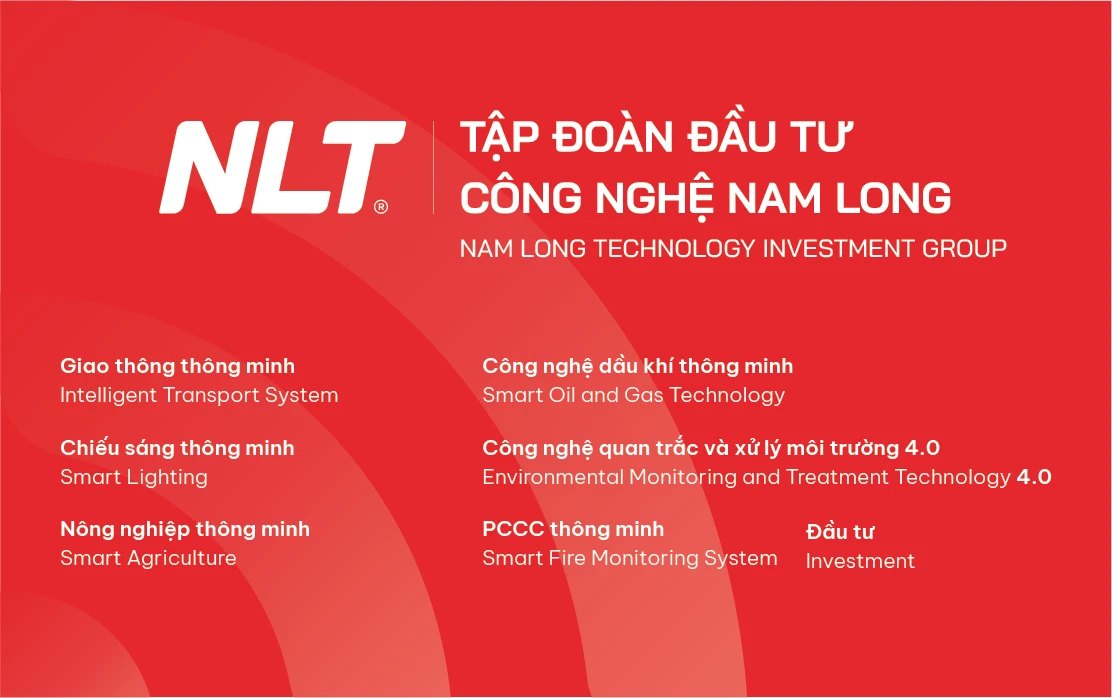 NLT®
TẬP ĐOÀN ĐẦU TƯ
CÔNG NGHỆ NAM LONG
NAM LONG TECHNOLOGY INVESTMENT GROUP
Giao thông thông minh
Intelligent Transport System
Chiếu sáng thông minh
Smart Lighting
Nông nghiệp thông minh
Smart Agriculture
Công nghệ dầu khí thông minh
Smart Oil and Gas Technology
Công nghệ quan trắc và xử lý môi trường 4.0
Environmental Monitoring and Treatment Technology 4.0
PCCC thông minh
Smart Fire Monitoring System
Đầu tư
Investment